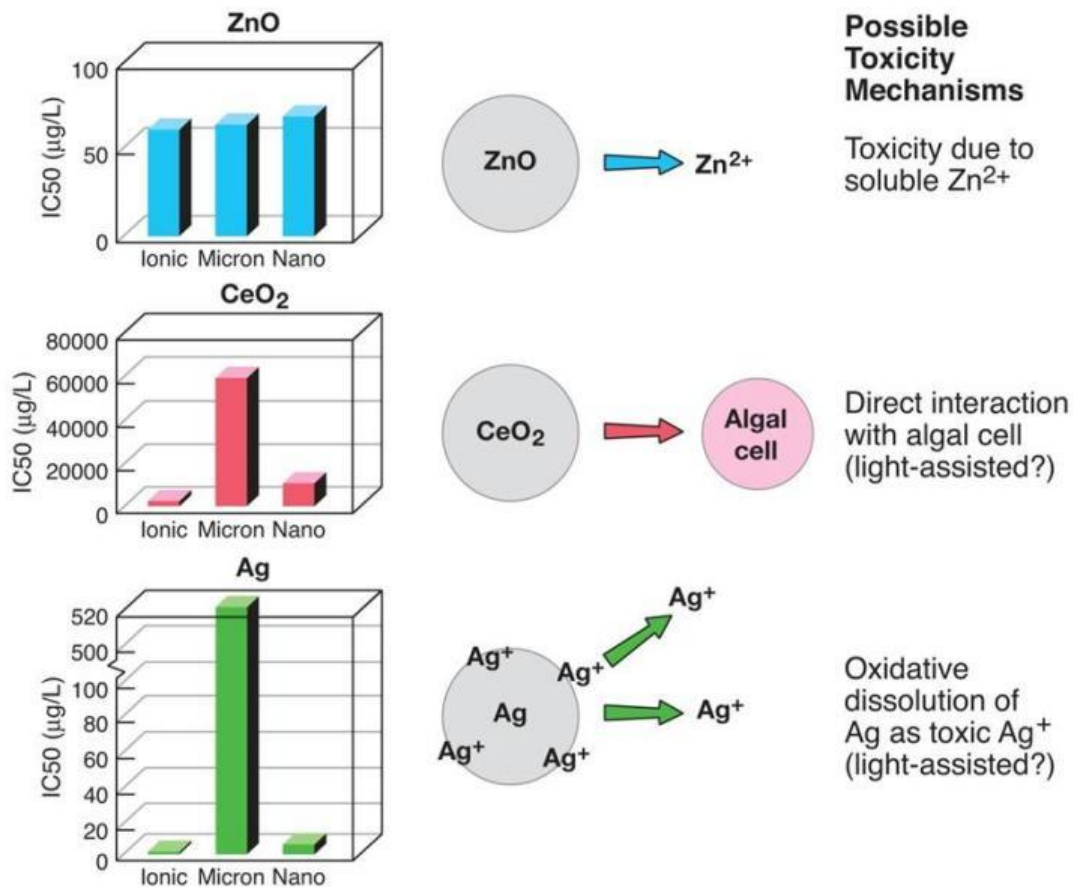 ZnO
IC50 (μg/L)
100
50
0
Ionic Micron Nano
ZnO
Zn²⁺
Possible
Toxicity
Mechanisms
Toxicity due to
soluble Zn²⁺
CeO₂
IC50 (μg/L)
80000
60000
40000
20000
0
Ionic Micron Nano
CeO₂
Algal
cell
Direct interaction
with algal cell
(light-assisted?)
Ag
IC50 (μg/L)
520
500
100
80
60
40
20
0
Ionic Micron Nano
Ag⁺
Ag⁺
Ag⁺
Ag
Ag⁺
Ag⁺
Ag⁺
Oxidative
dissolution of
Ag as toxic Ag⁺
(light-assisted?)